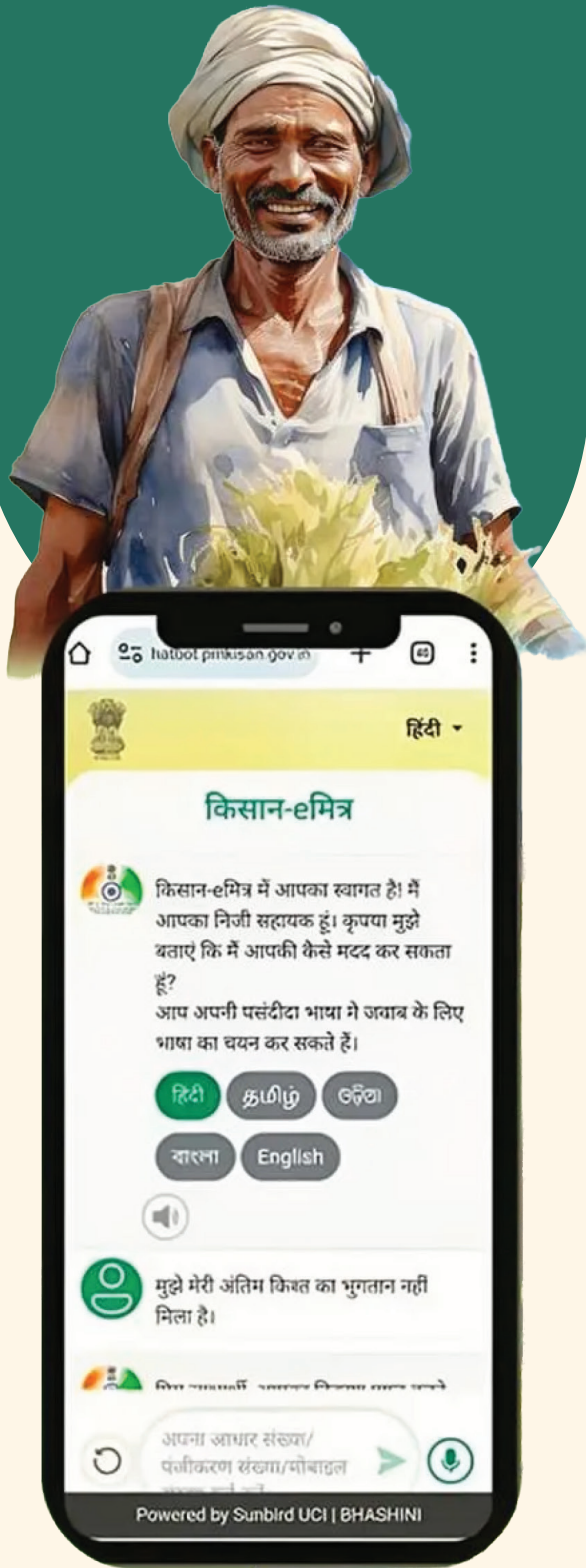 hatbot pmkisan.gov.in
हिंदी
किसान-eमित्र
किसान-eमित्र में आपका स्वागत है! मैं
आपका निजी सहायक हूं। कृपया मुझे
बताएं कि मैं आपकी कैसे मदद कर सकता
हूं?
आप अपनी पसंदीदा भाषा मे जवाब के लिए
भाषा का चयन कर सकते हैं।
हिंदी தமிழ் ଓଡ଼ିଆ
বাংলা English
मुझे मेरी अंतिम किश्त का भुगतान नहीं
मिला है।
अपना आधार संख्या/
पंजीकरण संख्या/मोबाइल
Powered by Sunbird UCI | BHASHINI